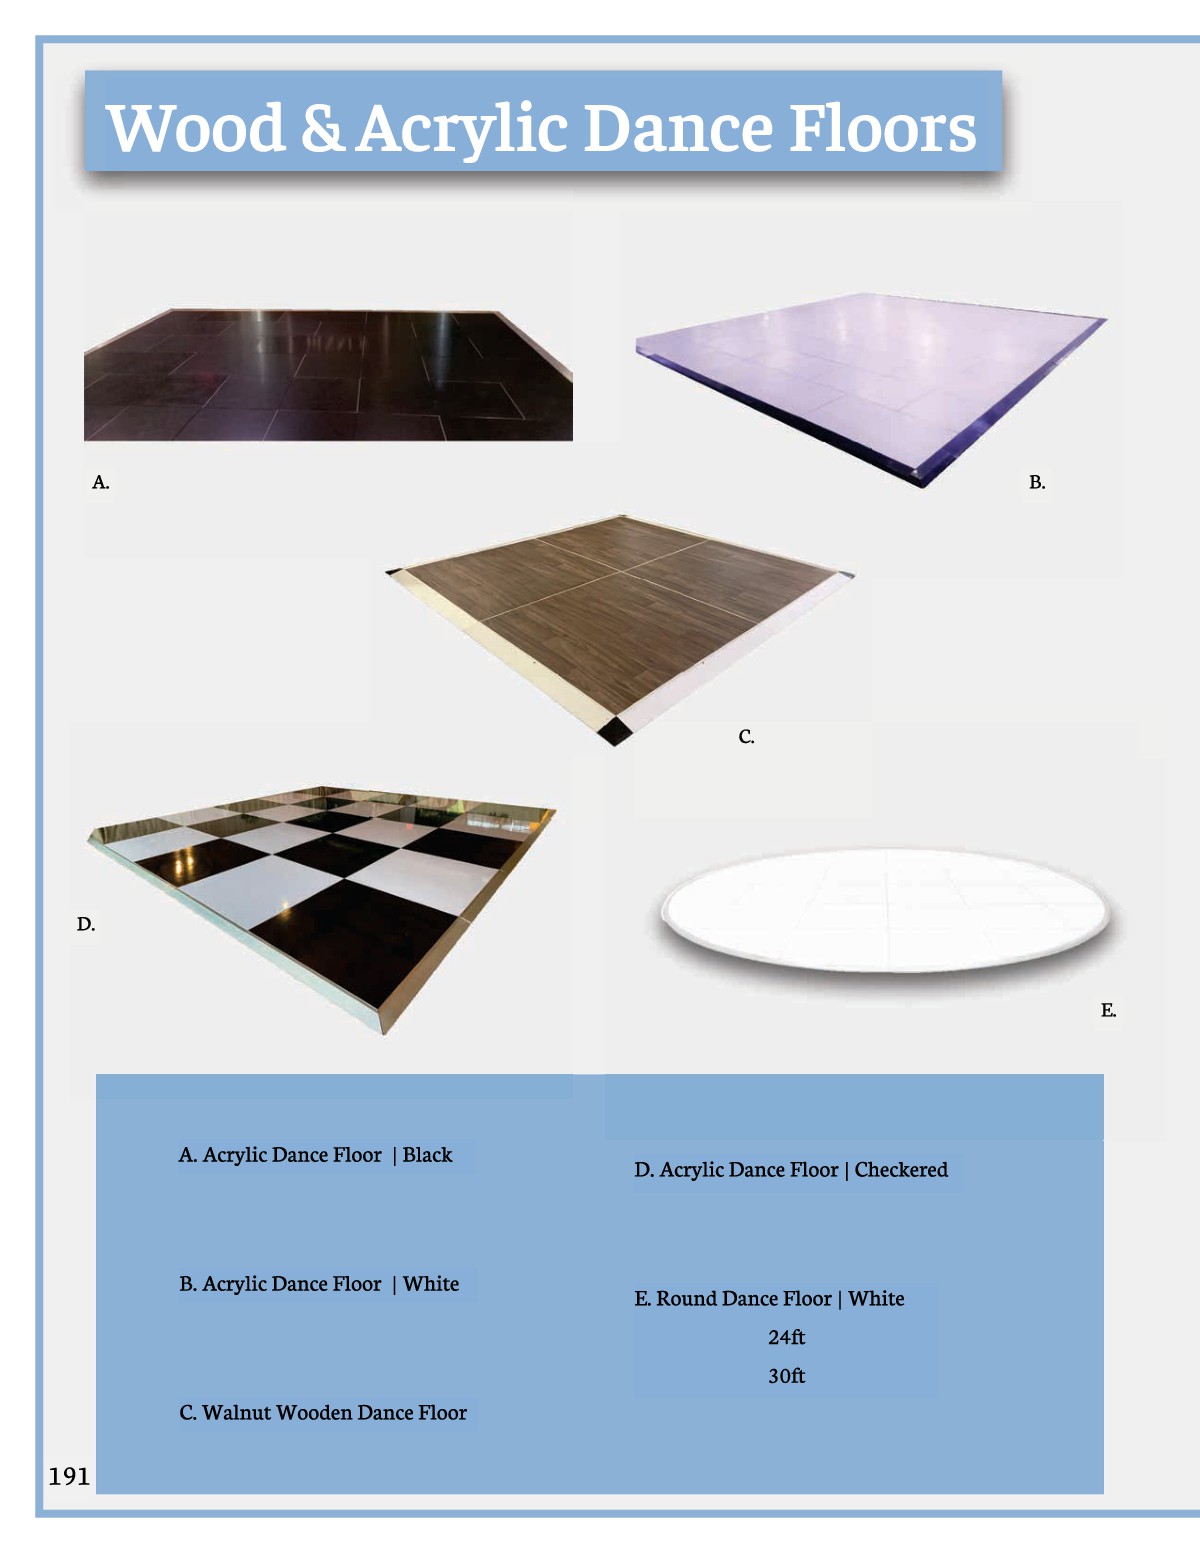 Wood & Acrylic Dance Floors
A.
B.
C.
D.
E.
A. Acrylic Dance Floor | Black
B. Acrylic Dance Floor | White
C. Walnut Wooden Dance Floor
D. Acrylic Dance Floor | Checkered
E. Round Dance Floor | White
24ft
30ft
191